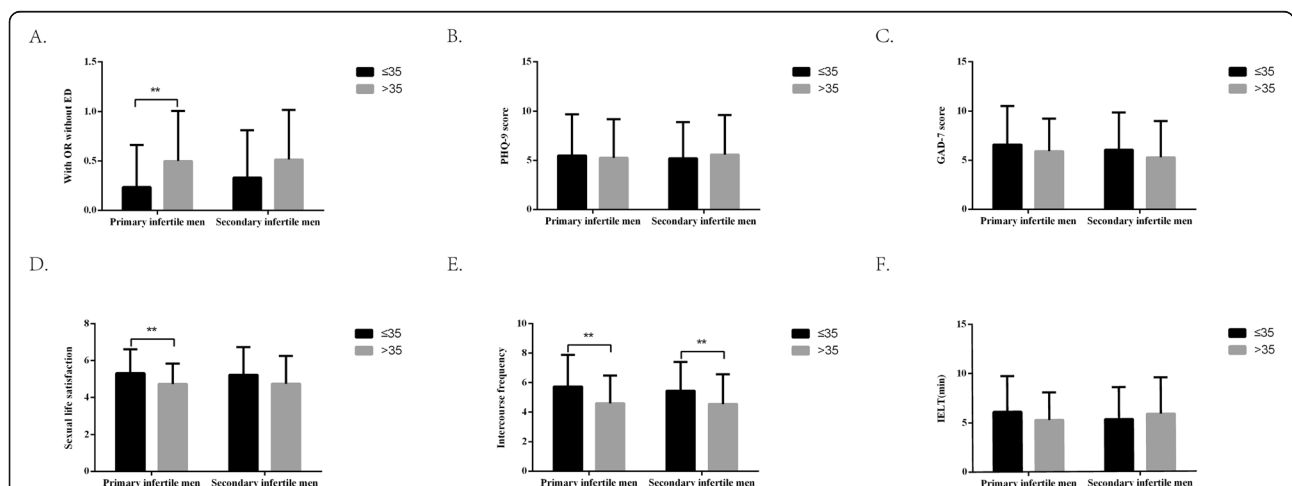 A.
With OR without ED
1.5
1.0
0.5
0.0
**
Primary infertile men Secondary infertile men
≤35
>35
B.
PHQ-9 score
15
10
5
0
Primary infertile men Secondary infertile men
≤35
>35
C.
GAD-7 score
15
10
5
0
Primary infertile men Secondary infertile men
≤35
>35
D.
Sexual life satisfaction
8
6
4
2
0
**
Primary infertile men Secondary infertile men
≤35
>35
E.
Intercourse frequency
10
8
6
4
2
0
**
**
Primary infertile men Secondary infertile men
≤35
>35
F.
IELT(min)
15
10
5
0
Primary infertile men Secondary infertile men
≤35
>35